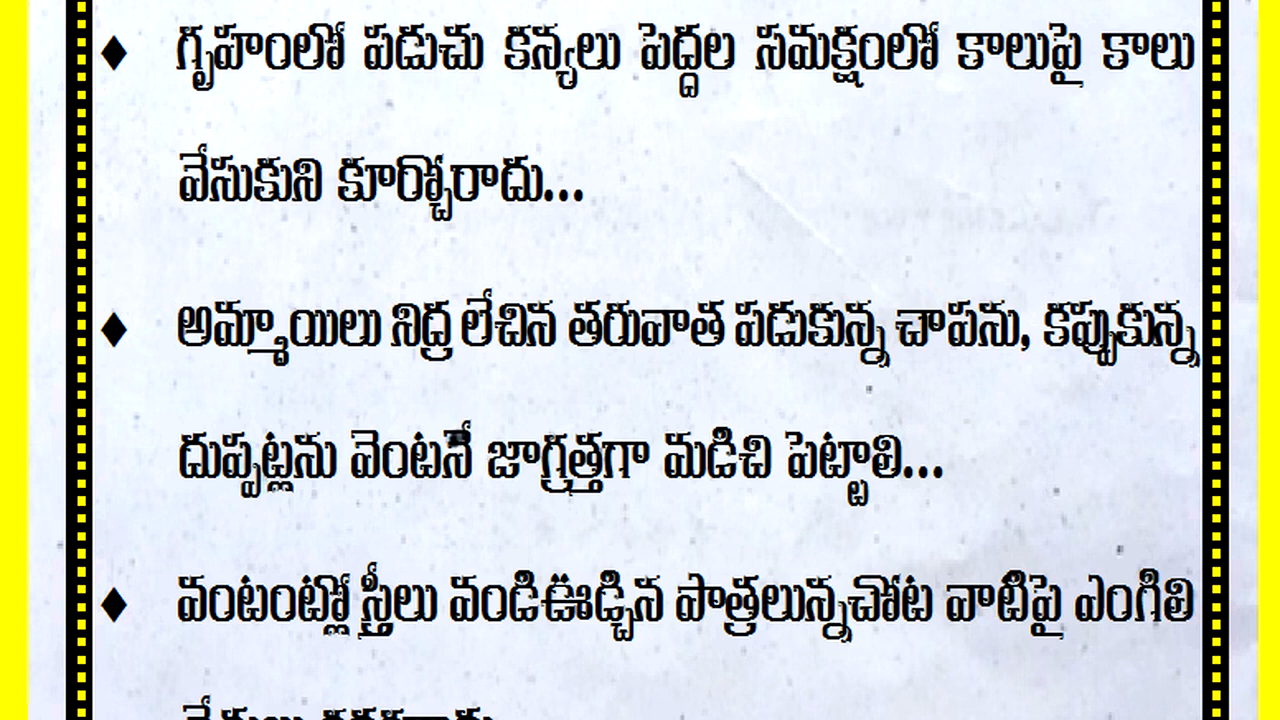 ♦ గృహంలో పడుచు కన్యలు పెద్దల సమక్షంలో కాలుపై కాలు
వేసుకుని కూర్చోరాదు...
♦ అమ్మాయిలు నిద్ర లేచిన తరువాత పడుకున్న చాపను, కప్పుకున్న
దుప్పట్లను వెంటనే జాగ్రత్తగా మడిచి పెట్టాలి...
♦ వంటంట్లో స్త్రీలు వండిఊడ్చిన పాత్రలున్నచోట వాటిపై ఎంగిలి